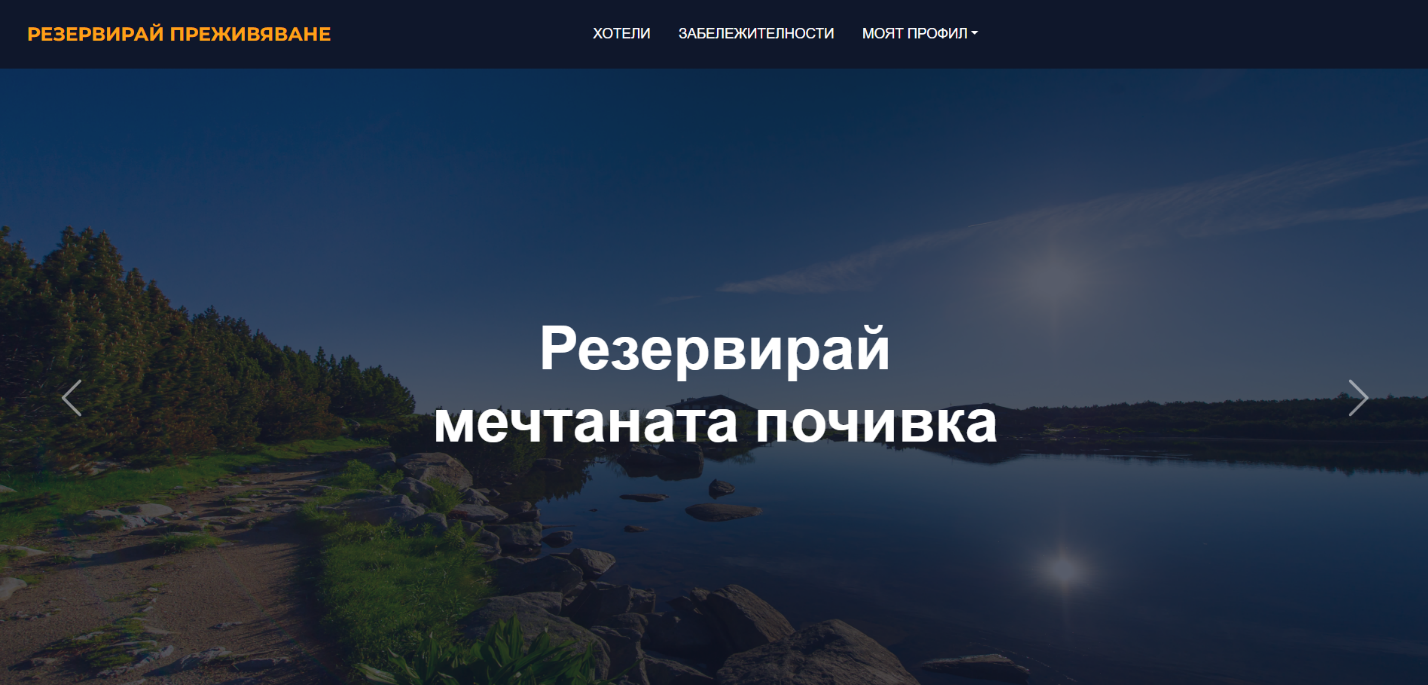 РЕЗЕРВИРАЙ ПРЕЖИВЯВАНЕ
ХОТЕЛИ ЗАБЕЛЕЖИТЕЛНОСТИ МОЯТ ПРОФИЛ
Резервирай
мечтаната почивка